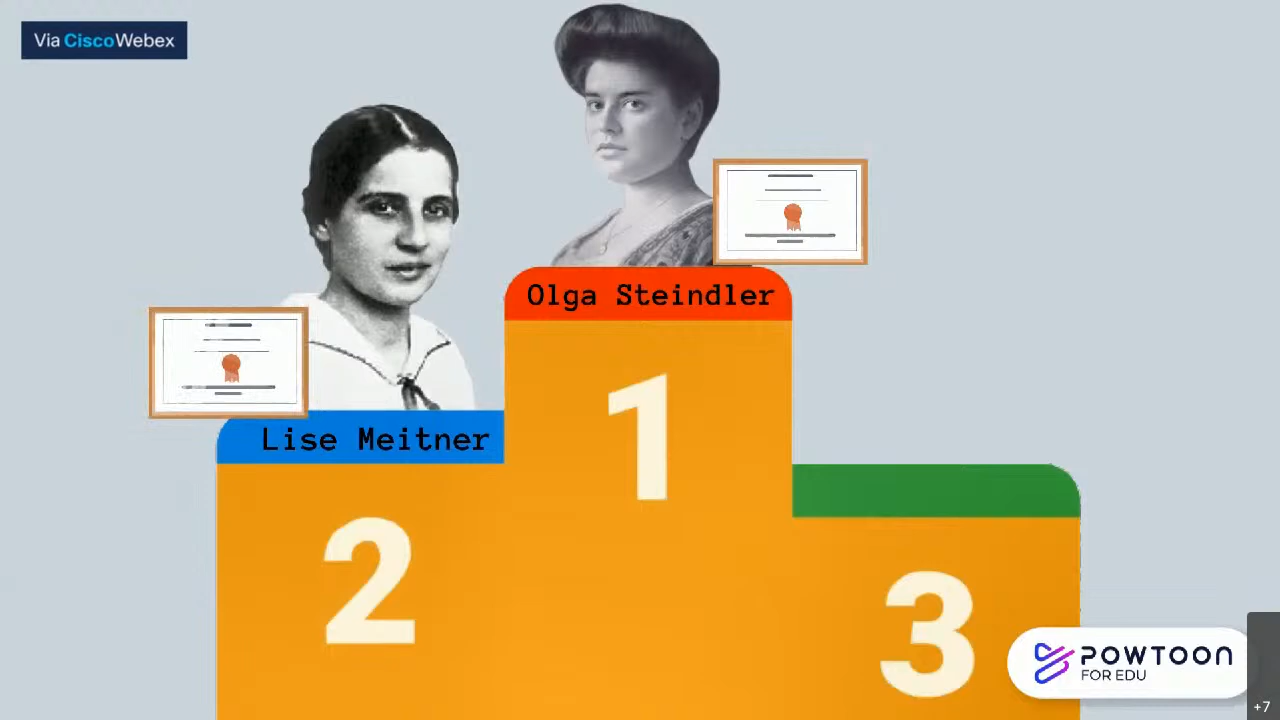 Via CiscoWebex
Olga Steindler
1
Lise Meitner
2
3
POWTOON
FOR EDU
+7